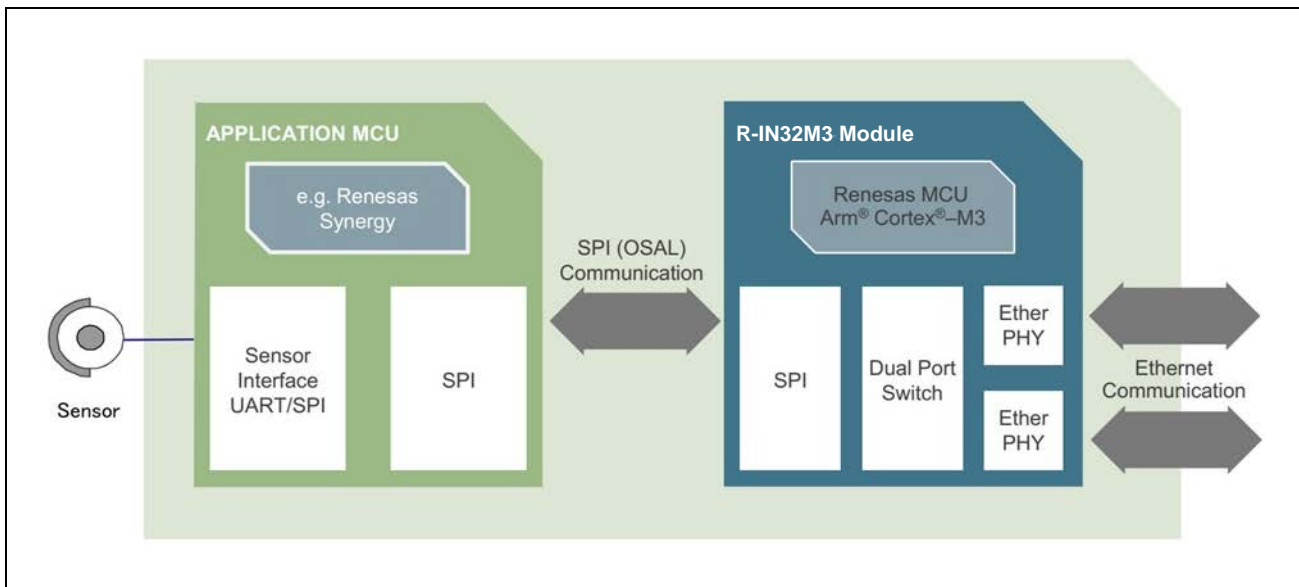 APPLICATION MCU
e.g. Renesas
Synergy
Sensor
Interface
UART/SPI
SPI
Sensor
SPI (OSAL)
Communication
R-IN32M3 Module
Renesas MCU
Arm® Cortex®–M3
SPI
Dual Port
Switch
Ether
PHY
Ether
PHY
Ethernet
Communication